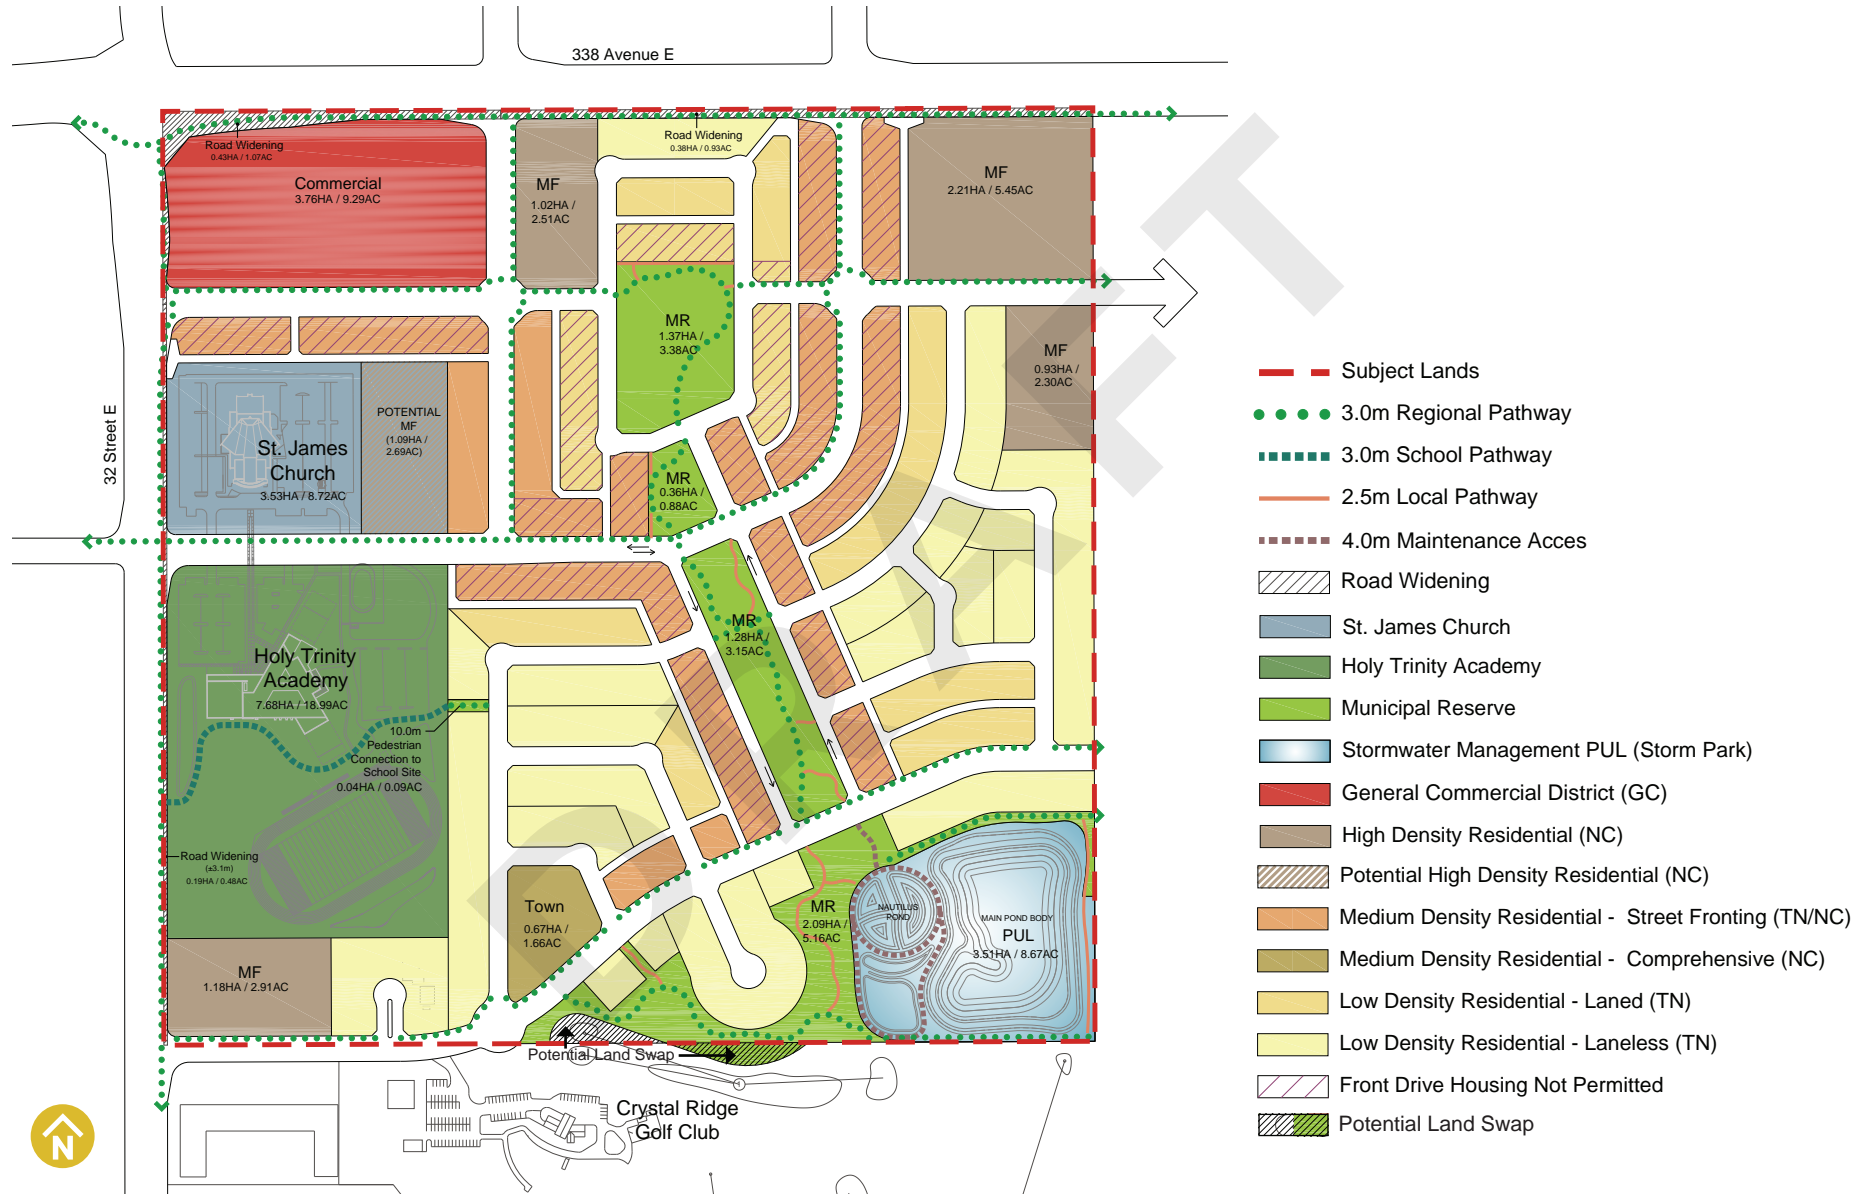 338 Avenue E
Road Widening
0.43HA / 1.07AC
Commercial
3.76HA / 9.29AC
MF
1.02HA /
2.51AC
Road Widening
0.38HA / 0.93AC
MF
2.21HA / 5.45AC
MR
1.37HA /
3.38AC
MF
0.93HA /
2.30AC
32 Street E
POTENTIAL
MF
(1.09HA /
2.69AC)
St. James
Church
3.53HA / 8.72AC
MR
0.36HA /
0.88AC
MR
1.28HA /
3.15AC
Holy Trinity
Academy
7.68HA / 18.99AC
10.0m
Pedestrian
Connection to
School Site
0.04HA / 0.09AC
Road Widening
(±3.1m)
0.19HA / 0.48AC
Town
0.67HA /
1.66AC
MR
2.09HA /
5.16AC
NAUTILUS
POND
MAIN POND BODY
PUL
3.51HA / 8.67AC
MF
1.18HA / 2.91AC
Potential Land Swap
Crystal Ridge
Golf Club
N
DRAFT
Subject Lands
3.0m Regional Pathway
3.0m School Pathway
2.5m Local Pathway
4.0m Maintenance Acces
Road Widening
St. James Church
Holy Trinity Academy
Municipal Reserve
Stormwater Management PUL (Storm Park)
General Commercial District (GC)
High Density Residential (NC)
Potential High Density Residential (NC)
Medium Density Residential - Street Fronting (TN/NC)
Medium Density Residential - Comprehensive (NC)
Low Density Residential - Laned (TN)
Low Density Residential - Laneless (TN)
Front Drive Housing Not Permitted
Potential Land Swap